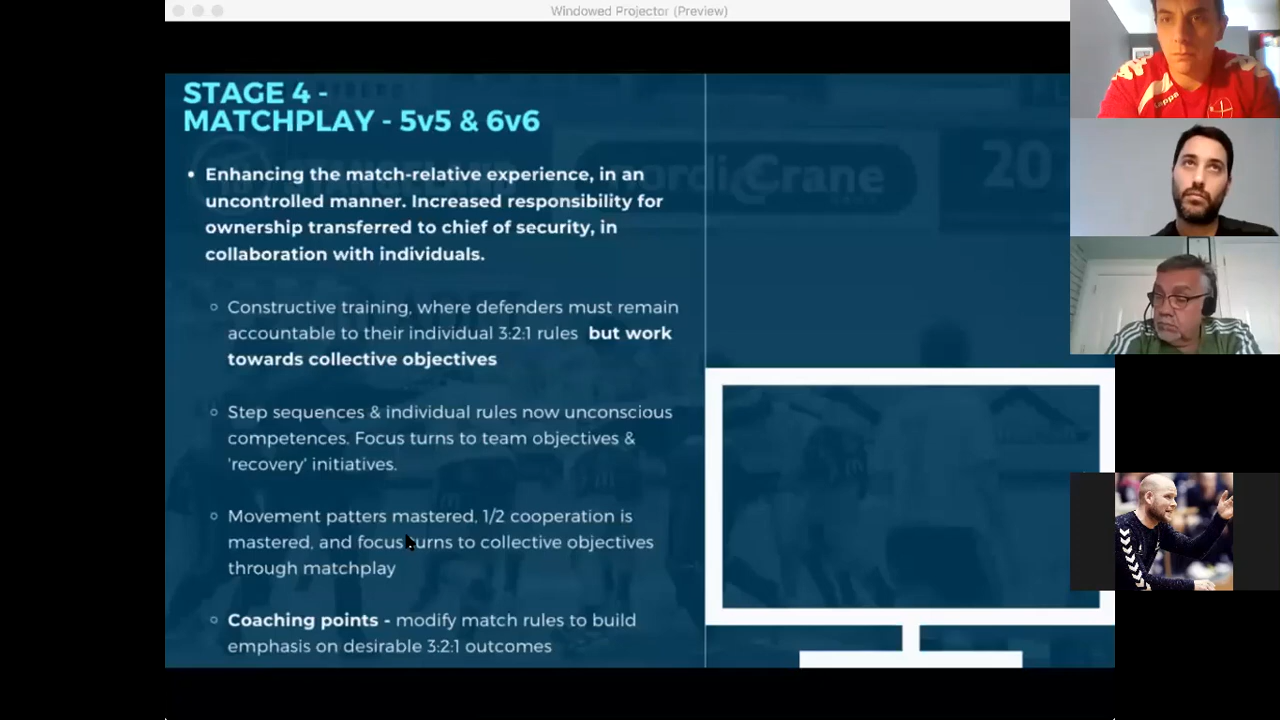 Windowed Projector (Preview)
STAGE 4 -
MATCHPLAY - 5v5 & 6v6
Enhancing the match-relative experience, in an
uncontrolled manner. Increased responsibility for
ownership transferred to chief of security, in
collaboration with individuals.
Constructive training, where defenders must remain
accountable to their individual 3:2:1 rules but work
towards collective objectives
Step sequences & individual rules now unconscious
competences. Focus turns to team objectives &
'recovery' initiatives.
Movement patters mastered, 1/2 cooperation is
mastered, and focus turns to collective objectives
through matchplay
Coaching points - modify match rules to build
emphasis on desirable 3:2:1 outcomes
Crane
20
Kappa